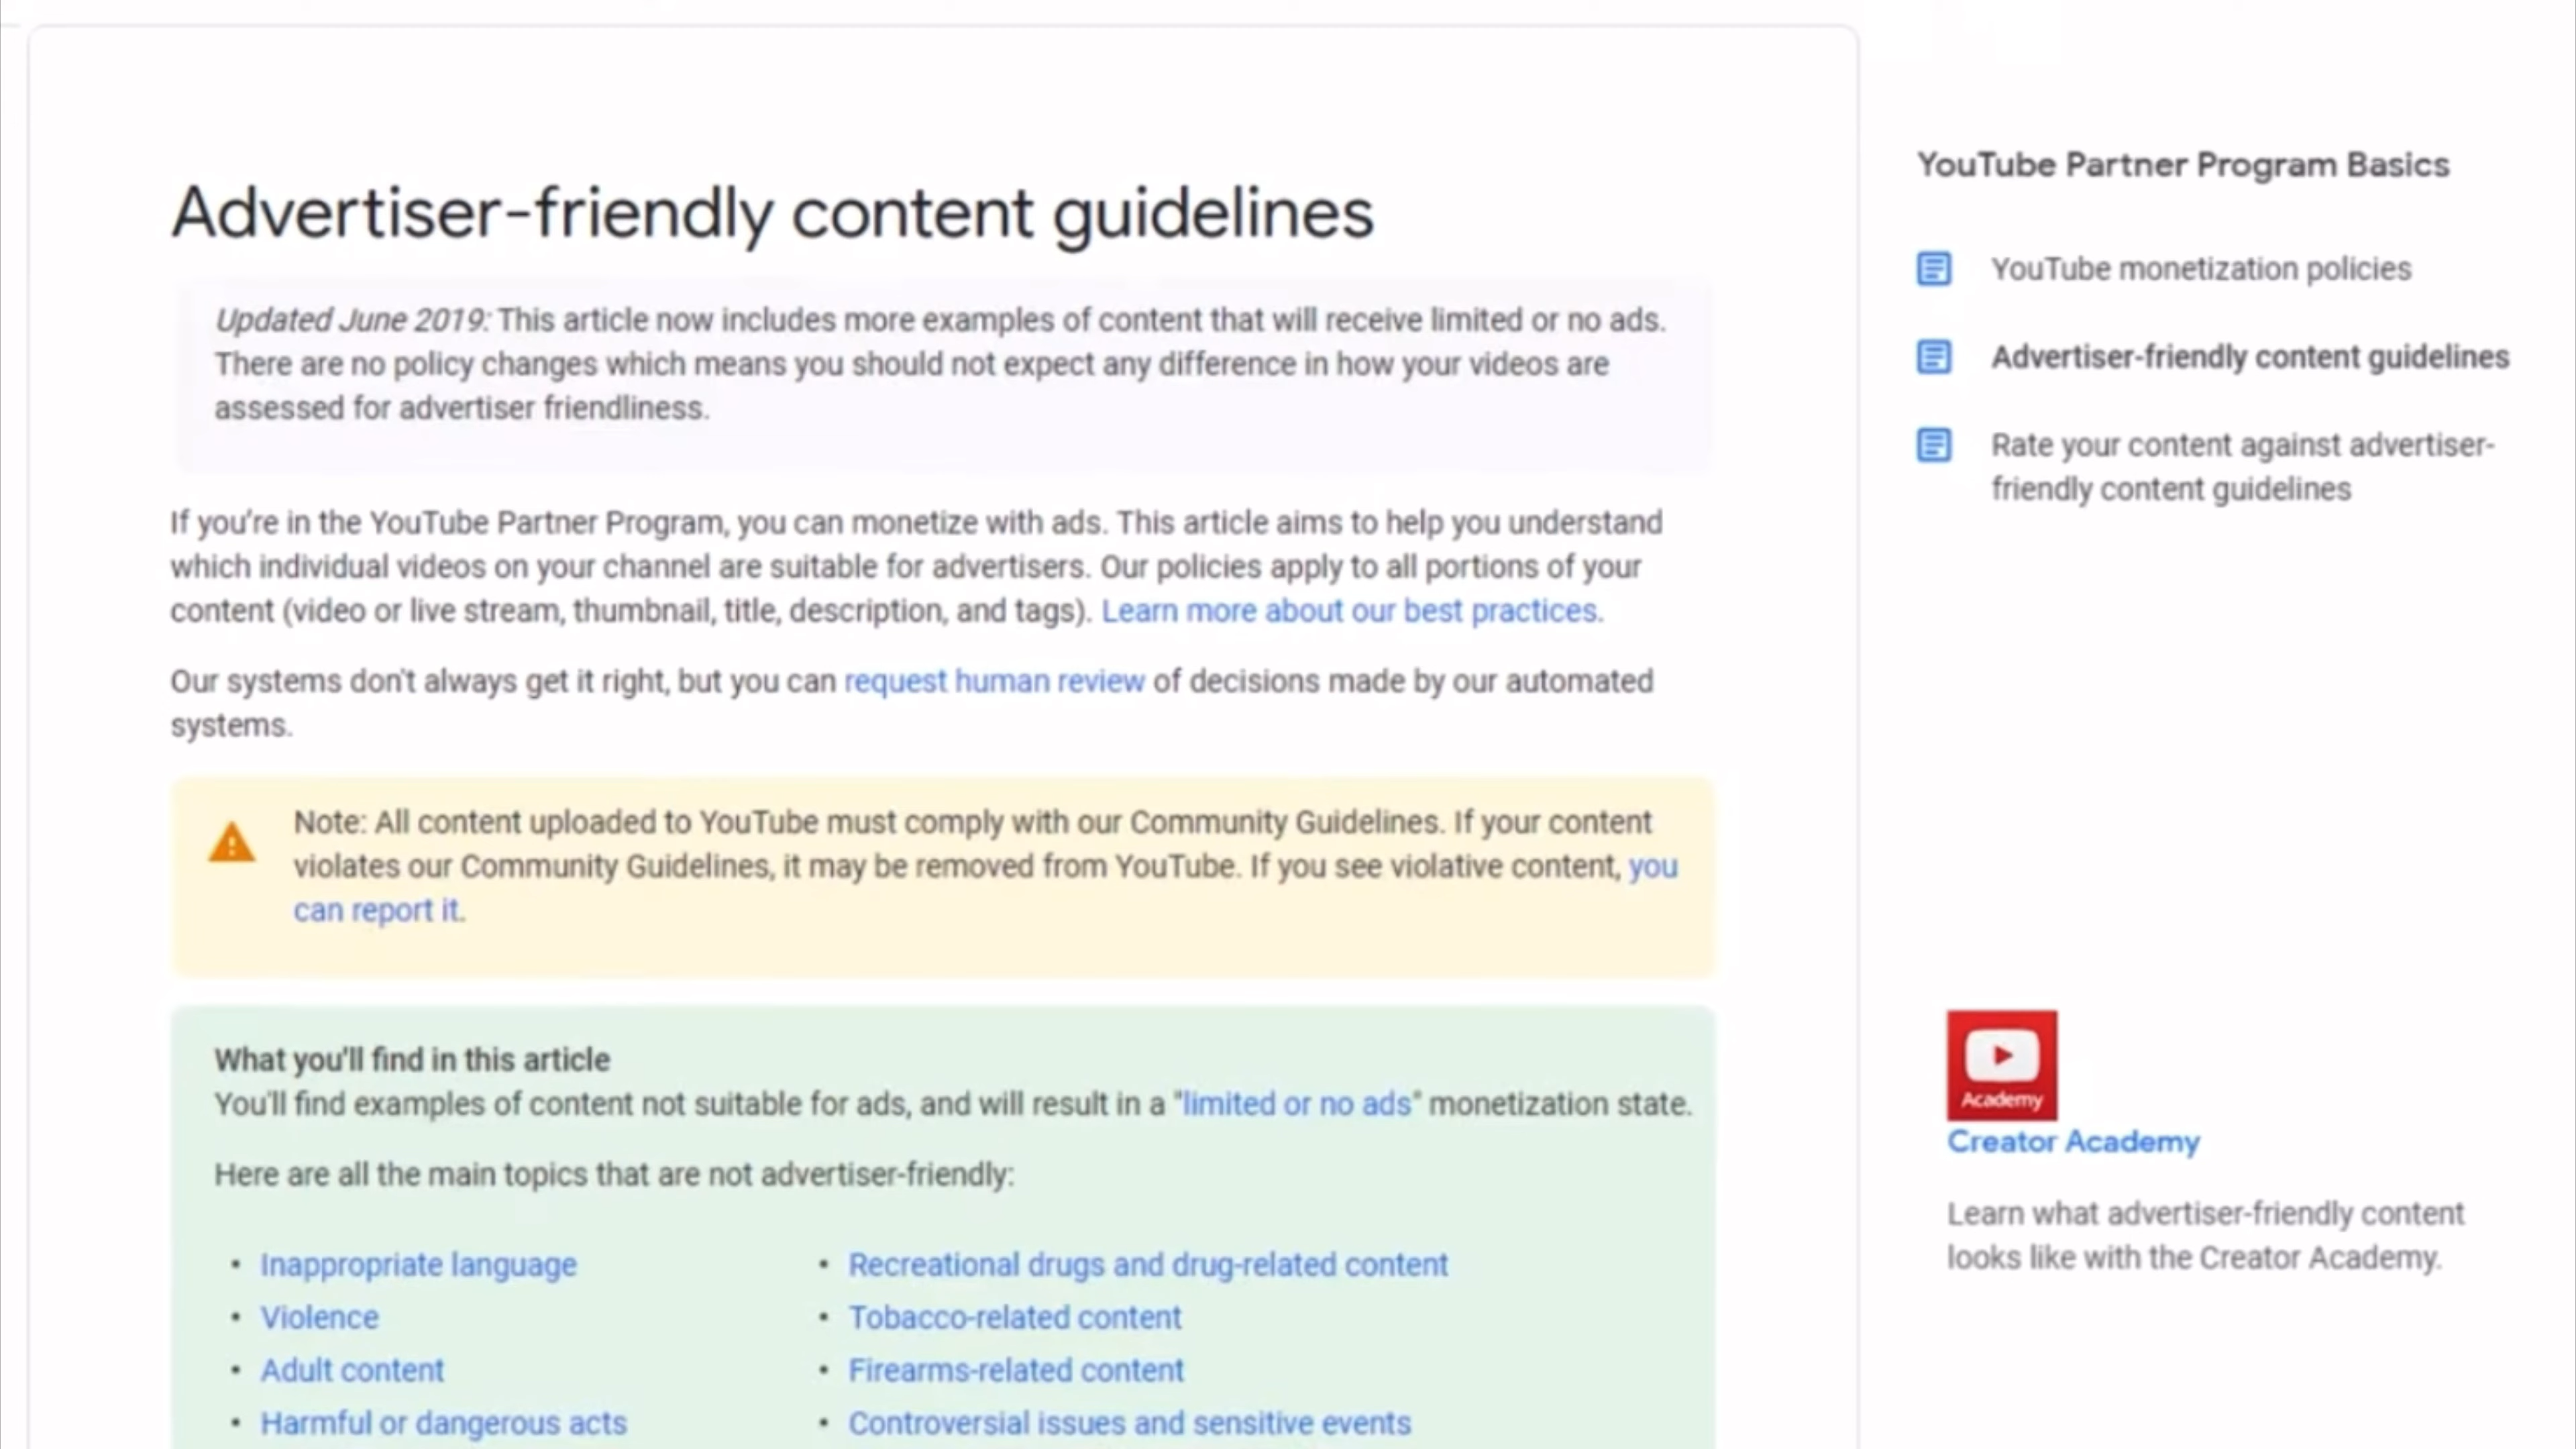 Advertiser-friendly content guidelines
Updated June 2019: This article now includes more examples of content that will receive limited or no ads.
There are no policy changes which means you should not expect any difference in how your videos are
assessed for advertiser friendliness.
If you're in the YouTube Partner Program, you can monetize with ads. This article aims to help you understand
which individual videos on your channel are suitable for advertisers. Our policies apply to all portions of your
content (video or live stream, thumbnail, title, description, and tags). Learn more about our best practices.
Our systems don't always get it right, but you can request human review of decisions made by our automated
systems.
Note: All content uploaded to YouTube must comply with our Community Guidelines. If your content
violates our Community Guidelines, it may be removed from YouTube. If you see violative content, you
can report it.
What you'll find in this article
You'll find examples of content not suitable for ads, and will result in a "limited or no ads" monetization state.
Here are all the main topics that are not advertiser-friendly:
• Inappropriate language
• Violence
• Adult content
• Harmful or dangerous acts
• Recreational drugs and drug-related content
• Tobacco-related content
• Firearms-related content
• Controversial issues and sensitive events
YouTube Partner Program Basics
YouTube monetization policies
Advertiser-friendly content guidelines
Rate your content against advertiser-
friendly content guidelines
Academy
Creator Academy
Learn what advertiser-friendly content
looks like with the Creator Academy.